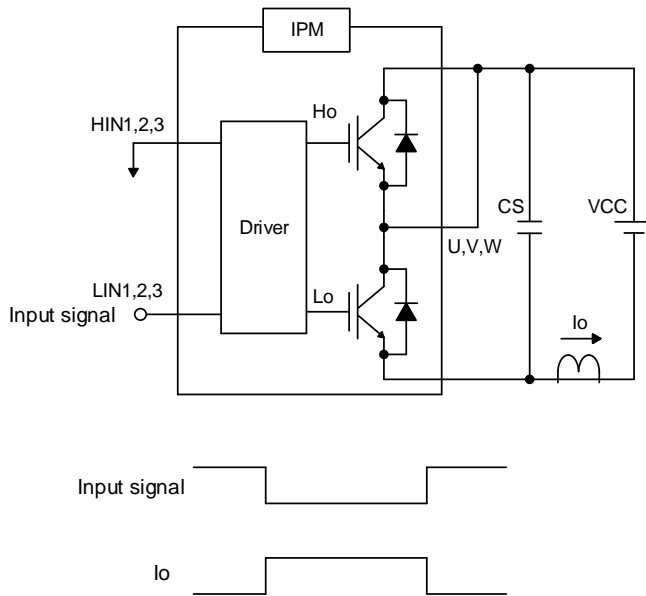 IPM
HIN1,2,3
Ho
Driver
CS
VCC
U,V,W
LIN1,2,3
Lo
Input signal
Io
Input signal
Io